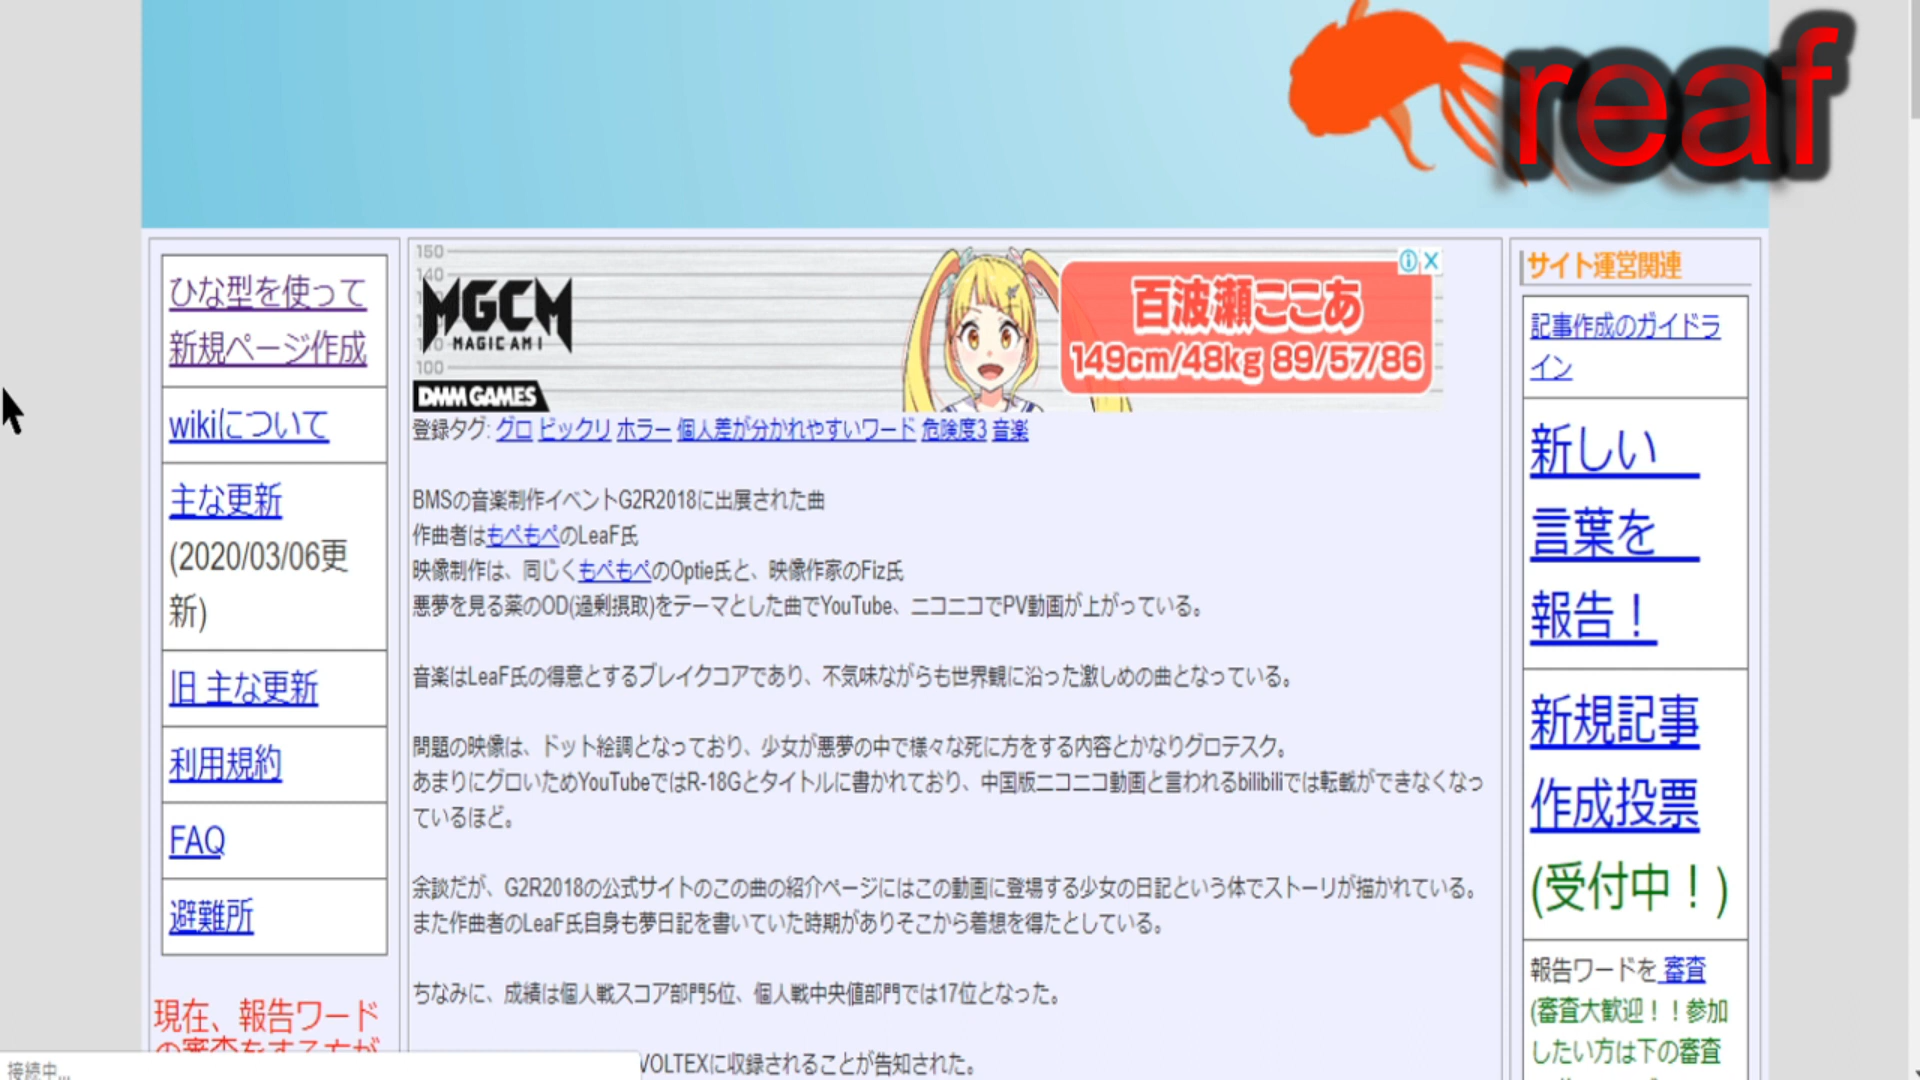 reaf
ひな型を使って
新規ページ作成
wikiについて
主な更新
(2020/03/06更
新)
旧 主な更新
利用規約
FAQ
避難所
現在、報告ワード
の審査をする方が
150
140
100
MGCM
MAGICAMI
DMM GAMES
百波瀬ここあ
149cm/48kg 89/57/86
登録タグ: グロ ビックリ ホラー 個人差が分かれやすいワード 危険度3 音楽
BMSの音楽制作イベントG2R2018に出展された曲
作曲者はもぺもぺのLeaF氏
映像制作は、同じくもぺもぺのOptie氏と、映像作家のFiz氏
悪夢を見る薬のOD(過剰摂取)をテーマとした曲でYouTube、ニコニコでPV動画が上がっている。
音楽はLeaF氏の得意とするブレイクコアであり、不気味ながらも世界観に沿った激しめの曲となっている。
問題の映像は、ドット絵調となっており、少女が悪夢の中で様々な死に方をする内容とかなりグロテスク。
あまりにグロいためYouTubeではR-18Gとタイトルに書かれており、中国版ニコニコ動画と言われるbilibiliでは転載ができなくなっ
ているほど。
余談だが、G2R2018の公式サイトのこの曲の紹介ページにはこの動画に登場する少女の日記という体でストーリが描かれている。
また作曲者のLeaF氏自身も夢日記を書いていた時期がありそこから着想を得たとしている。
ちなみに、成績は個人戦スコア部門5位、個人戦中央値部門では17位となった。
VOLTEXに収録されることが告知された。
サイト運営関連
記事作成のガイドラ
イン
新しい
言葉を
報告！
新規記事
作成投票
(受付中！)
報告ワードを 審査
(審査大歓迎！！参加
したい方は下の審査
接続中...